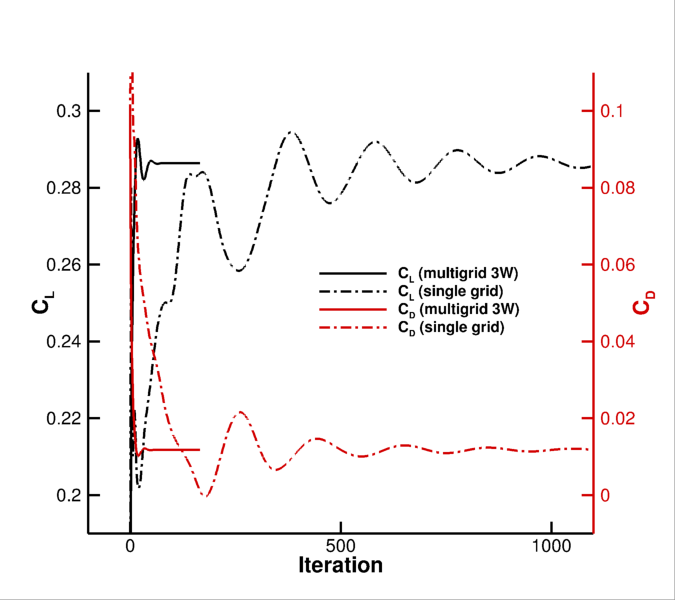 0.3
0.28
0.26
0.24
0.22
0.2
C_L
0.1
0.08
0.06
0.04
0.02
0
C_D
C_L (multigrid 3W)
C_L (single grid)
C_D (multigrid 3W)
C_D (single grid)
0
500
1000
Iteration